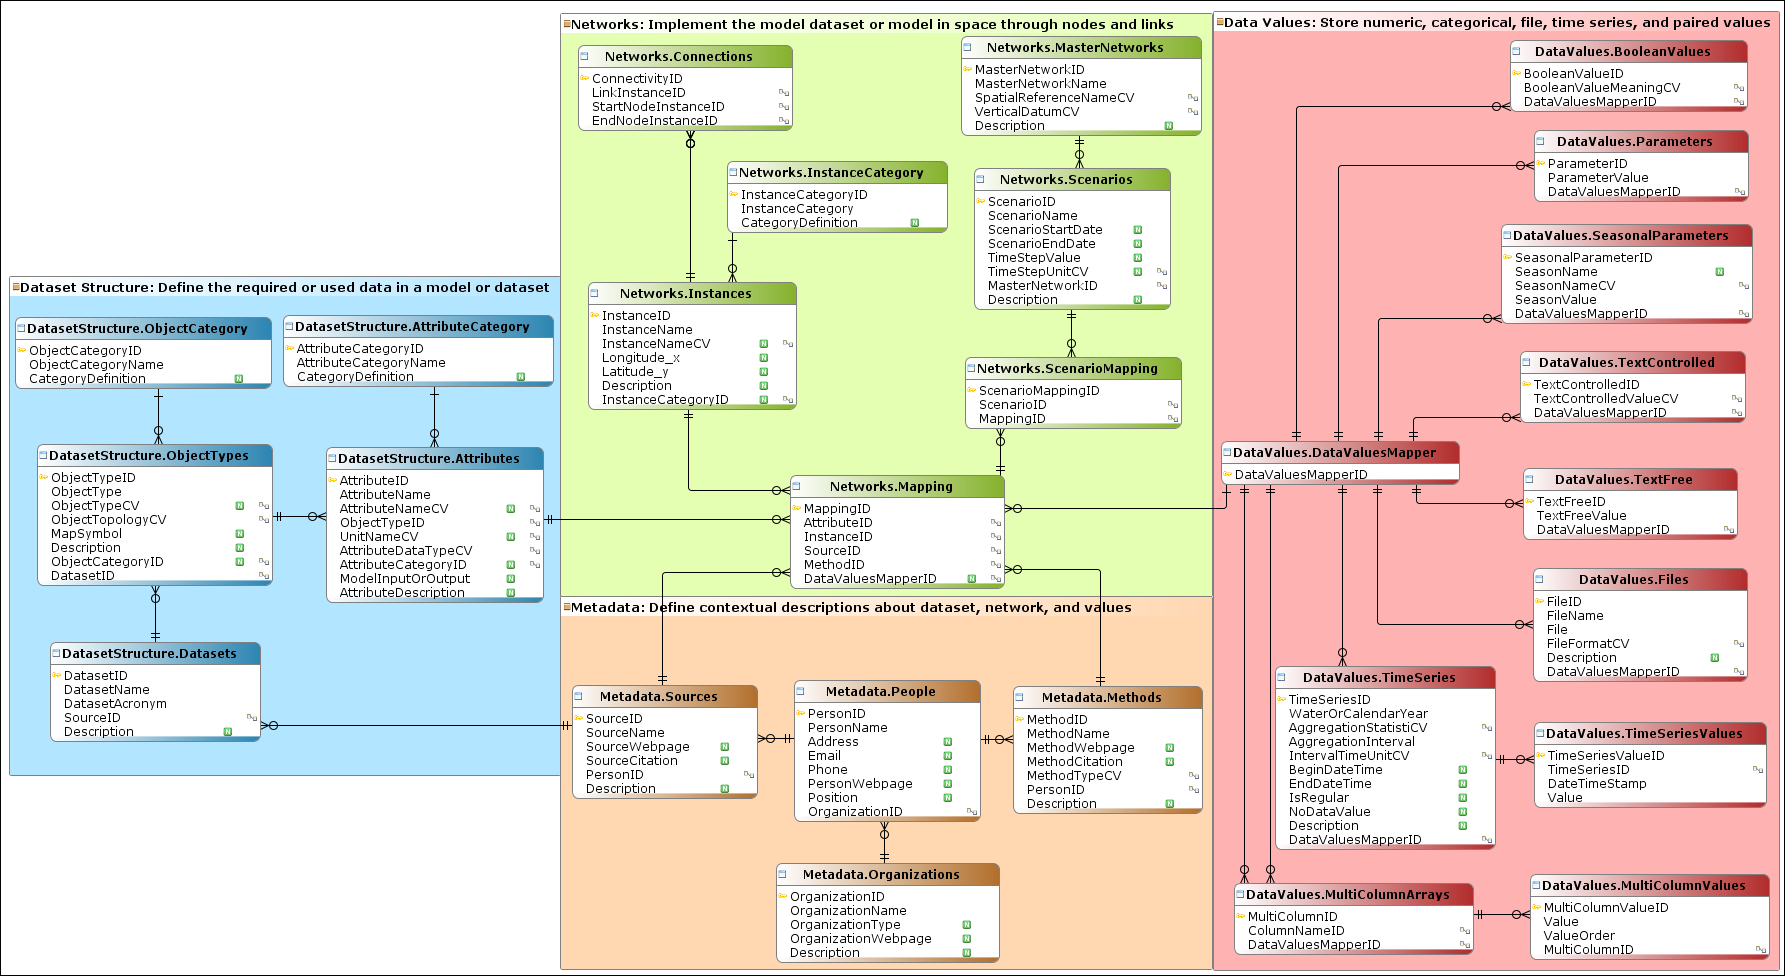 Dataset Structure: Define the required or used data in a model or dataset
DatasetStructure.ObjectCategory
ObjectCategoryID
ObjectCategoryName
CategoryDefinition
N
DatasetStructure.AttributeCategory
AttributeCategoryID
AttributeCategoryName
CategoryDefinition
N
DatasetStructure.ObjectTypes
ObjectTypeID
ObjectType
ObjectTypeCV
N
ObjectTopologyCV
MapSymbol
N
Description
N
ObjectCategoryID
N
DatasetID
DatasetStructure.Attributes
AttributeID
AttributeName
AttributeNameCV
N
ObjectTypeID
UnitNameCV
N
AttributeDataTypeCV
AttributeCategoryID
N
ModelInputOrOutput
N
AttributeDescription
N
DatasetStructure.Datasets
DatasetID
DatasetName
DatasetAcronym
SourceID
Description
N
Networks: Implement the model dataset or model in space through nodes and links
Networks.Connections
ConnectivityID
LinkInstanceID
StartNodeInstanceID
EndNodeInstanceID
Networks.MasterNetworks
MasterNetworkID
MasterNetworkName
SpatialReferenceNameCV
VerticalDatumCV
Description
N
Networks.InstanceCategory
InstanceCategoryID
InstanceCategory
CategoryDefinition
N
Networks.Scenarios
ScenarioID
ScenarioName
ScenarioStartDate
N
ScenarioEndDate
N
TimeStepValue
N
TimeStepUnitCV
N
MasterNetworkID
Description
N
Networks.Instances
InstanceID
InstanceName
InstanceNameCV
N
Longitude_x
N
Latitude_y
N
Description
N
InstanceCategoryID
N
Networks.ScenarioMapping
ScenarioMappingID
ScenarioID
MappingID
Networks.Mapping
MappingID
AttributeID
InstanceID
SourceID
MethodID
DataValuesMapperID
N
Metadata: Define contextual descriptions about dataset, network, and values
Metadata.Sources
SourceID
SourceName
SourceWebpage
N
SourceCitation
N
PersonID
Description
N
Metadata.People
PersonID
PersonName
Address
N
Email
N
Phone
N
PersonWebpage
N
Position
N
OrganizationID
Metadata.Methods
MethodID
MethodName
MethodWebpage
N
MethodCitation
N
MethodTypeCV
PersonID
Description
N
Metadata.Organizations
OrganizationID
OrganizationName
OrganizationType
N
OrganizationWebpage
N
Description
N
Data Values: Store numeric, categorical, file, time series, and paired values
DataValues.BooleanValues
BooleanValueID
BooleanValueMeaningCV
DataValuesMapperID
DataValues.Parameters
ParameterID
ParameterValue
DataValuesMapperID
DataValues.SeasonalParameters
SeasonalParameterID
SeasonName
N
SeasonNameCV
SeasonValue
DataValuesMapperID
DataValues.TextControlled
TextControlledID
TextControlledValueCV
DataValuesMapperID
DataValues.DataValuesMapper
DataValuesMapperID
DataValues.TextFree
TextFreeID
TextFreeValue
DataValuesMapperID
DataValues.Files
FileID
FileName
File
FileFormatCV
Description
N
DataValuesMapperID
DataValues.TimeSeries
TimeSeriesID
WaterOrCalendarYear
AggregationStatistiCV
AggregationInterval
IntervalTimeUnitCV
BeginDateTime
N
EndDateTime
N
IsRegular
N
NoDataValue
N
Description
N
DataValuesMapperID
DataValues.TimeSeriesValues
TimeSeriesValueID
TimeSeriesID
DateTimeStamp
Value
DataValues.MultiColumnArrays
MultiColumnID
ColumnNameID
DataValuesMapperID
DataValues.MultiColumnValues
MultiColumnValueID
Value
ValueOrder
MultiColumnID